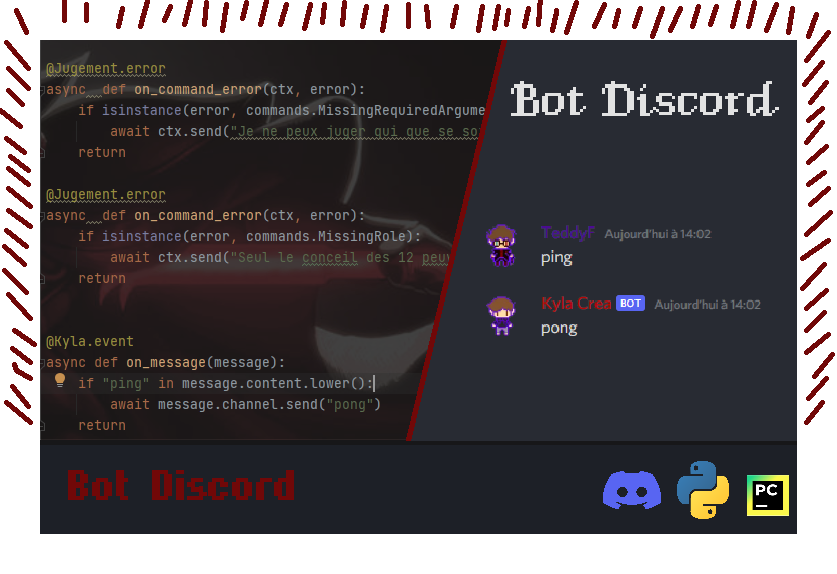 @Jugement.error
async def on_command_error(ctx, error):
if isinstance(error, commands.MissingRequiredArgume
await ctx.send("Je ne peux juger qui que se so
return
@Jugement.error
async def on_command_error(ctx, error):
if isinstance(error, commands.MissingRole):
await ctx.send("Seul le conceil des 12 peuv
return
@Kyla.event
async def on_message(message):
if "ping" in message.content.lower():
await message.channel.send("pong")
return
Bot Discord
TeddyF Aujourd'hui à 14:02
ping
Kyla Crea BOT Aujourd'hui à 14:02
pong
Bot Discord
PC